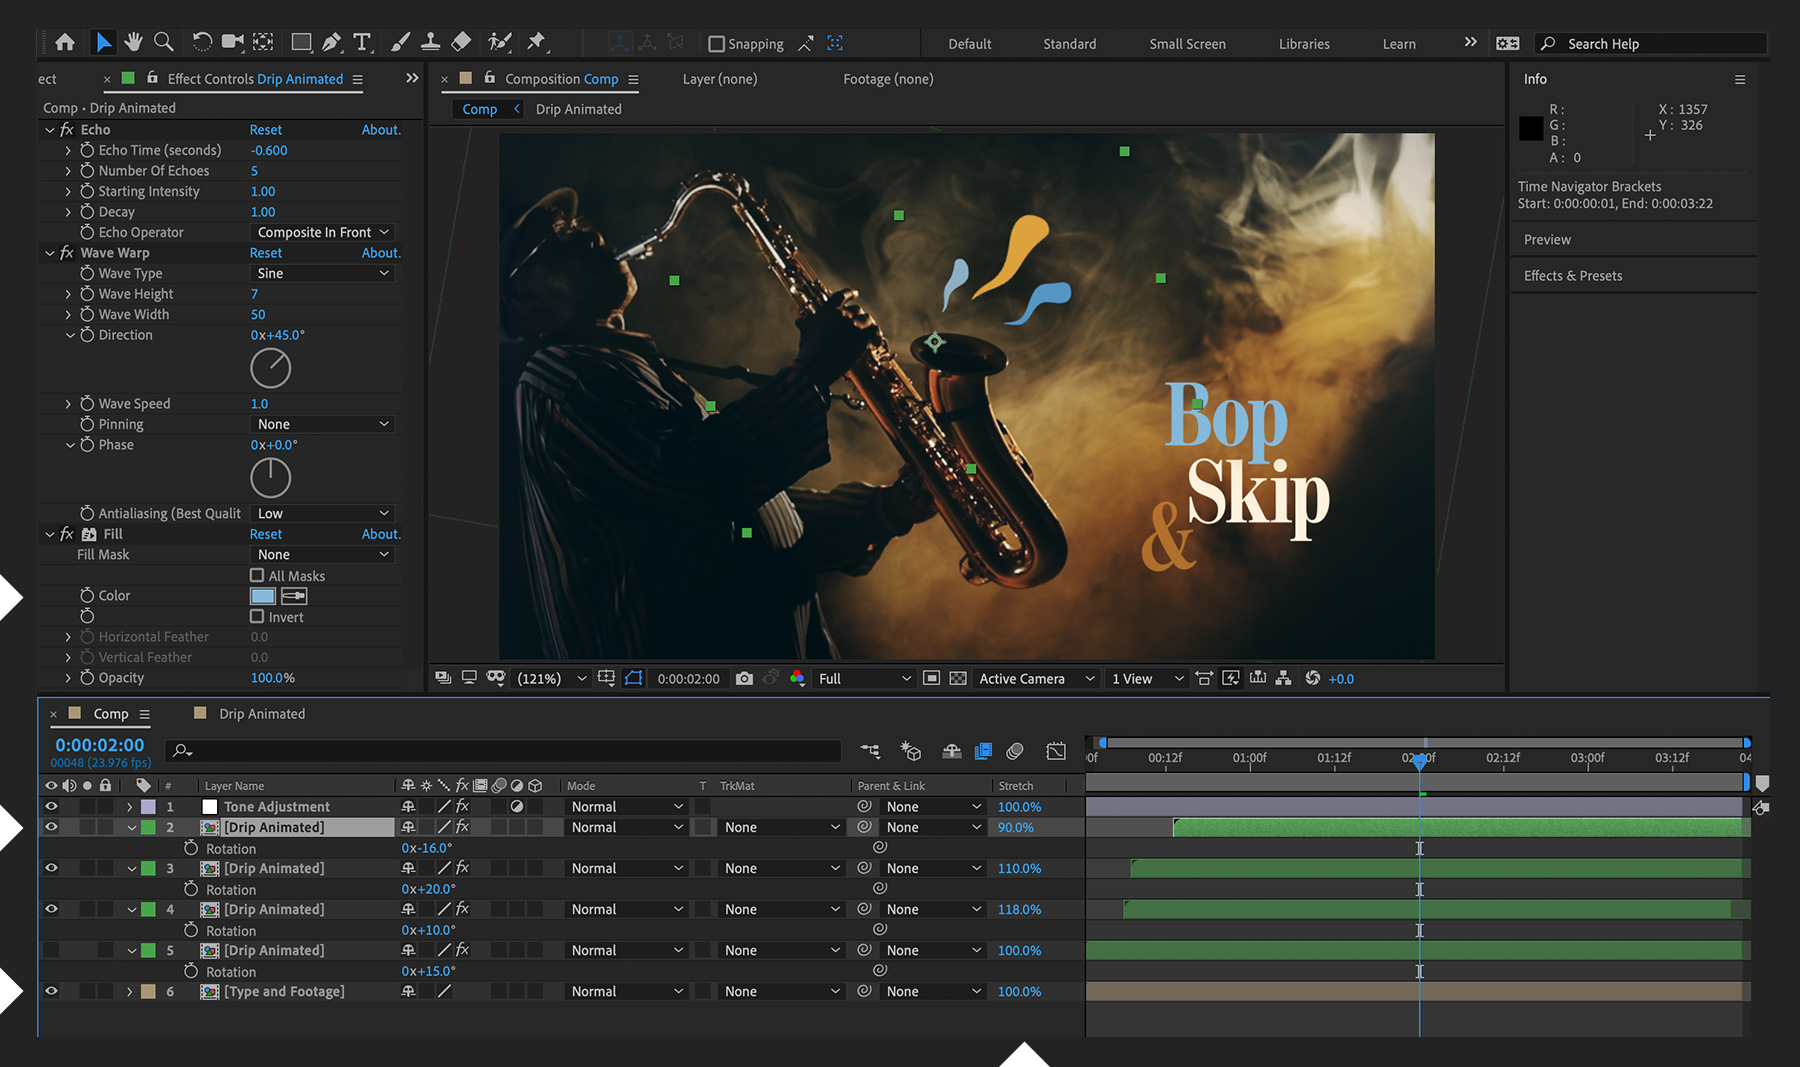 Snapping
Default
Standard
Small Screen
Libraries
Learn
Search Help
ect
Effect Controls Drip Animated
Composition Comp
Layer (none)
Footage (none)
Info
Comp • Drip Animated
Comp
Drip Animated
Echo Reset About.
Echo Time (seconds) -0.600
Number Of Echoes 5
Starting Intensity 1.00
Decay 1.00
Echo Operator Composite In Front
Wave Warp Reset About.
Wave Type Sine
Wave Height 7
Wave Width 50
Direction 0x+45.0°
Wave Speed 1.0
Pinning None
Phase 0x+0.0°
Antialiasing (Best Qualit Low
Fill Reset About.
Fill Mask None
All Masks
Color
Invert
Horizontal Feather 0.0
Vertical Feather 0.0
Opacity 100.0%
Bop
Skip
&
R :
G :
B :
A : 0
X : 1357
Y : 326
Time Navigator Brackets
Start: 0:00:00:01, End: 0:00:03:22
Preview
Effects & Presets
(121%) 0:00:02:00 Full Active Camera 1 View +0.0
Comp
Drip Animated
0:00:02:00
00048 (23.976 fps)
00f 00:12f 01:00f 01:12f 02:00f 02:12f 03:00f 03:12f 04
# Layer Name fx Mode T TrkMat Parent & Link Stretch
1 Tone Adjustment fx Normal None 100.0%
2 [Drip Animated] fx Normal None None 90.0%
Rotation 0x-16.0°
3 [Drip Animated] fx Normal None None 110.0%
Rotation 0x+20.0°
4 [Drip Animated] fx Normal None None 118.0%
Rotation 0x+10.0°
5 [Drip Animated] fx Normal None None 100.0%
Rotation 0x+15.0°
6 [Type and Footage] Normal None None 100.0%